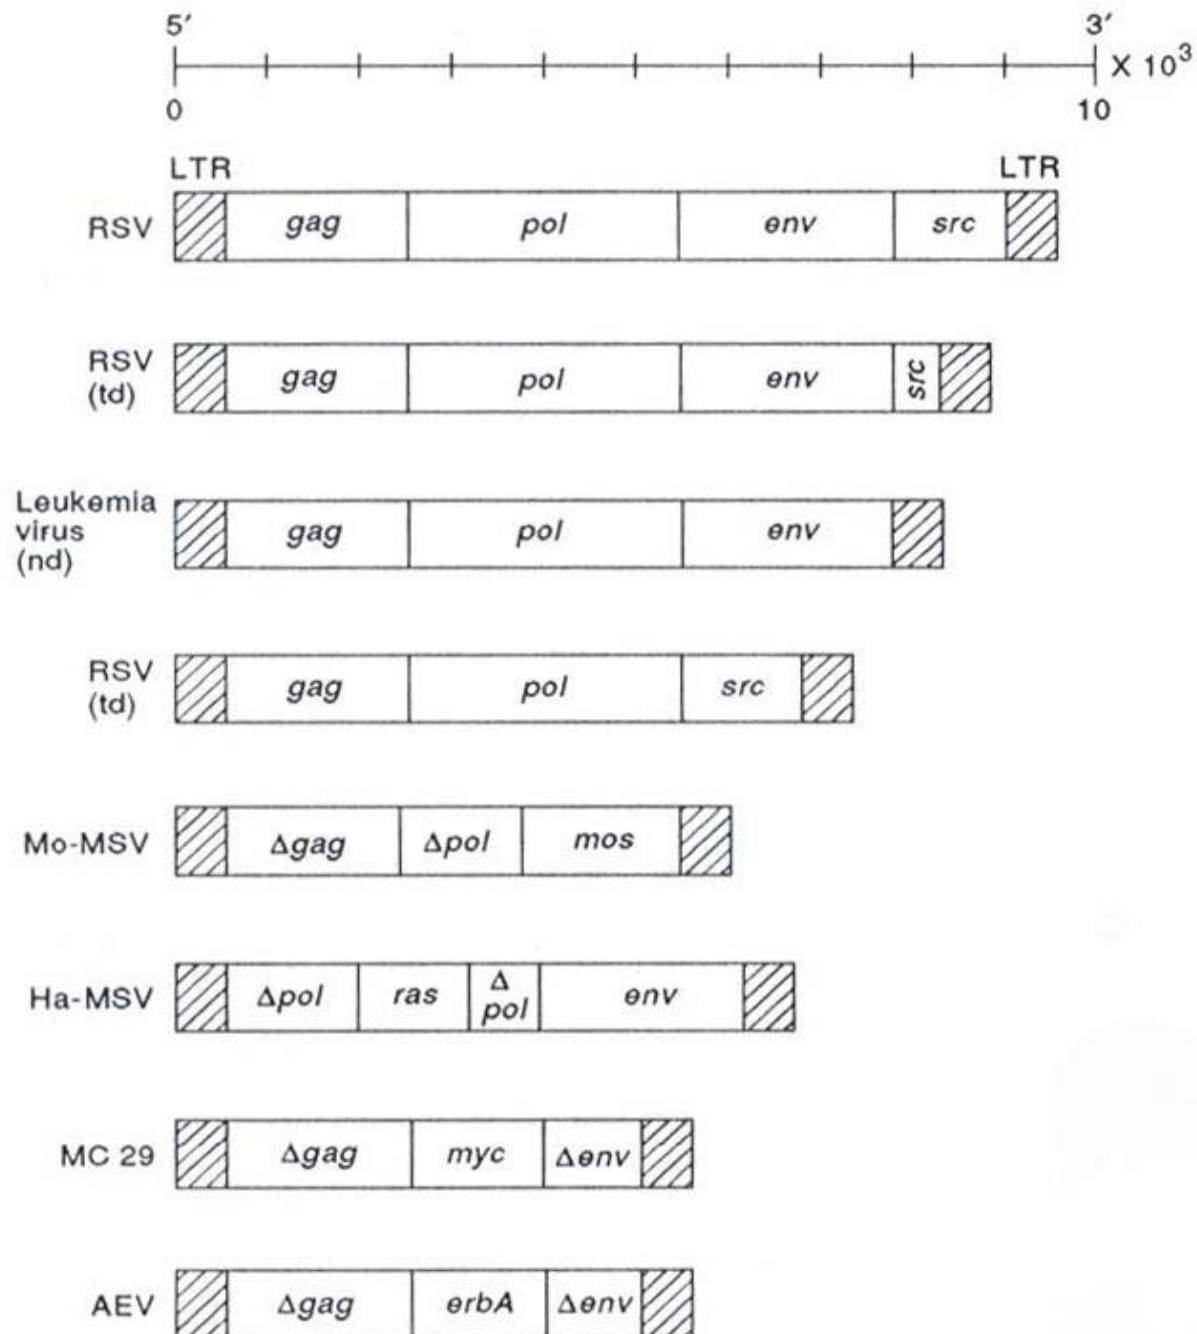 5′ 3′
X 10³
0 10
LTR LTR
RSV gag pol env src
RSV
(td) gag pol env src
Leukemia
virus
(nd) gag pol env
RSV
(td) gag pol src
Mo-MSV Δgag Δpol mos
Ha-MSV Δpol ras Δ
pol env
MC 29 Δgag myc Δenv
AEV Δgag erbA Δenv